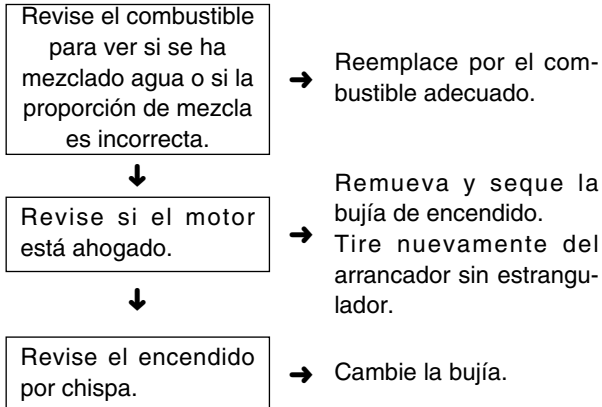 Revise el combustible
para ver si se ha
mezclado agua o si la
proporción de mezcla
es incorrecta.
➜ Reemplace por el com-
bustible adecuado.
Revise si el motor
está ahogado.
➜ Remueva y seque la
bujía de encendido.
Tire nuevamente del
arrancador sin estrangu-
lador.
Revise el encendido
por chispa.
➜ Cambie la bujía.